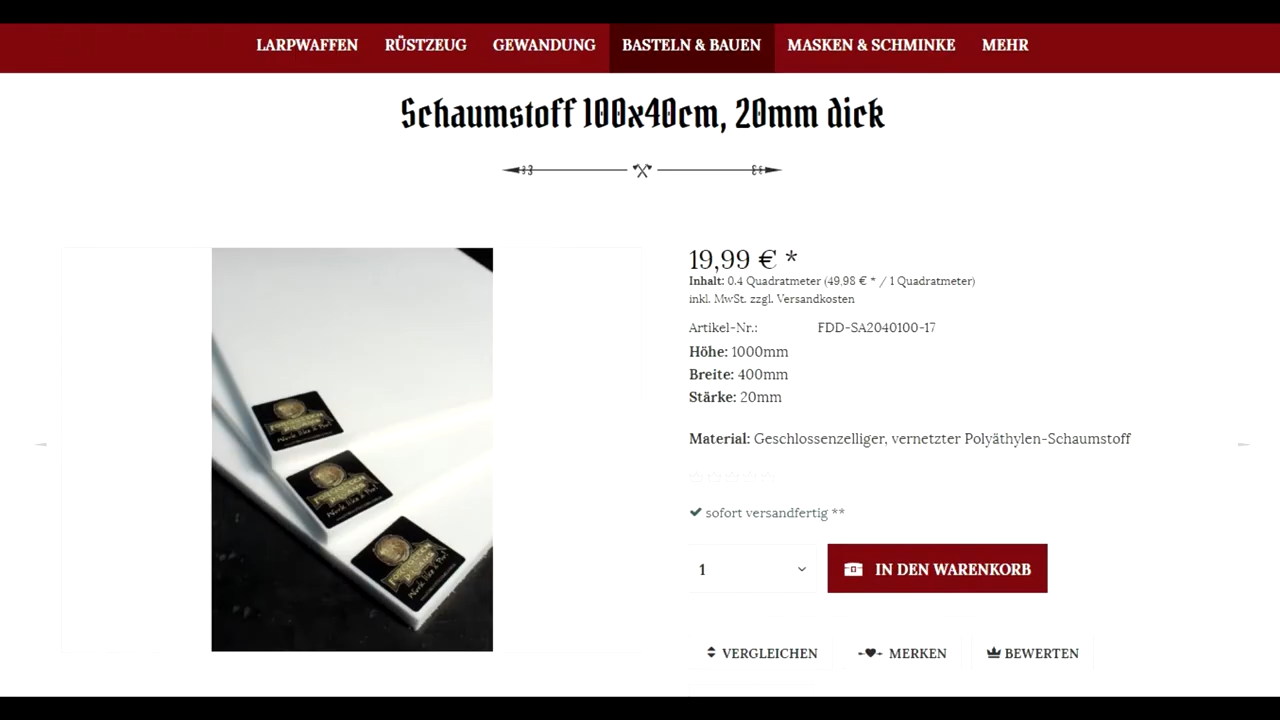 LARPWAFFEN RÜSTZEUG GEWANDUNG BASTELN & BAUEN MASKEN & SCHMINKE MEHR
Schaumstoff 100x40cm, 20mm dick
19,99 € *
Inhalt: 0.4 Quadratmeter (49,98 € * / 1 Quadratmeter)
inkl. MwSt. zzgl. Versandkosten
Artikel-Nr.: FDD-SA2040100-17
Höhe: 1000mm
Breite: 400mm
Stärke: 20mm
Material: Geschlossenzelliger, vernetzter Polyäthylen-Schaumstoff
sofort versandfertig **
1 IN DEN WARENKORB
VERGLEICHEN MERKEN BEWERTEN